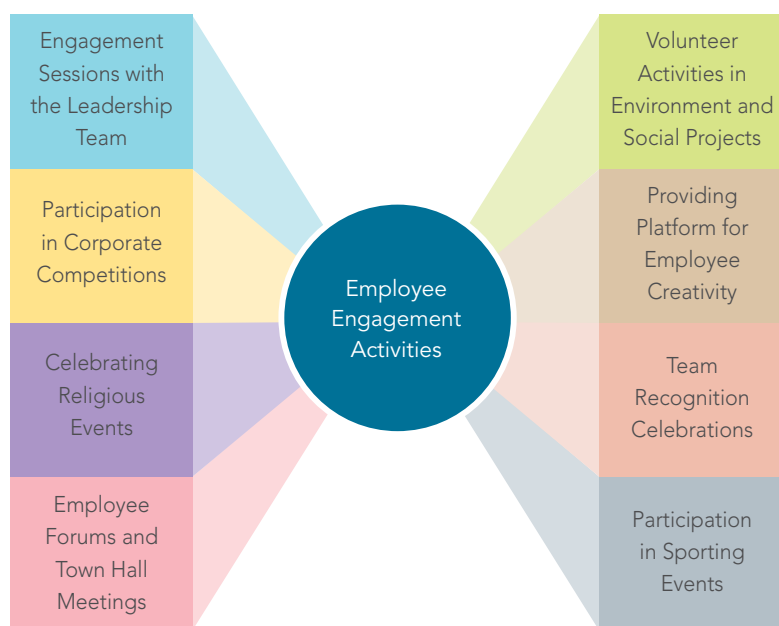 Engagement
Sessions with
the Leadership
Team
Participation
in Corporate
Competitions
Celebrating
Religious
Events
Employee
Forums and
Town Hall
Meetings
Employee
Engagement
Activities
Volunteer
Activities in
Environment and
Social Projects
Providing
Platform for
Employee
Creativity
Team
Recognition
Celebrations
Participation
in Sporting
Events